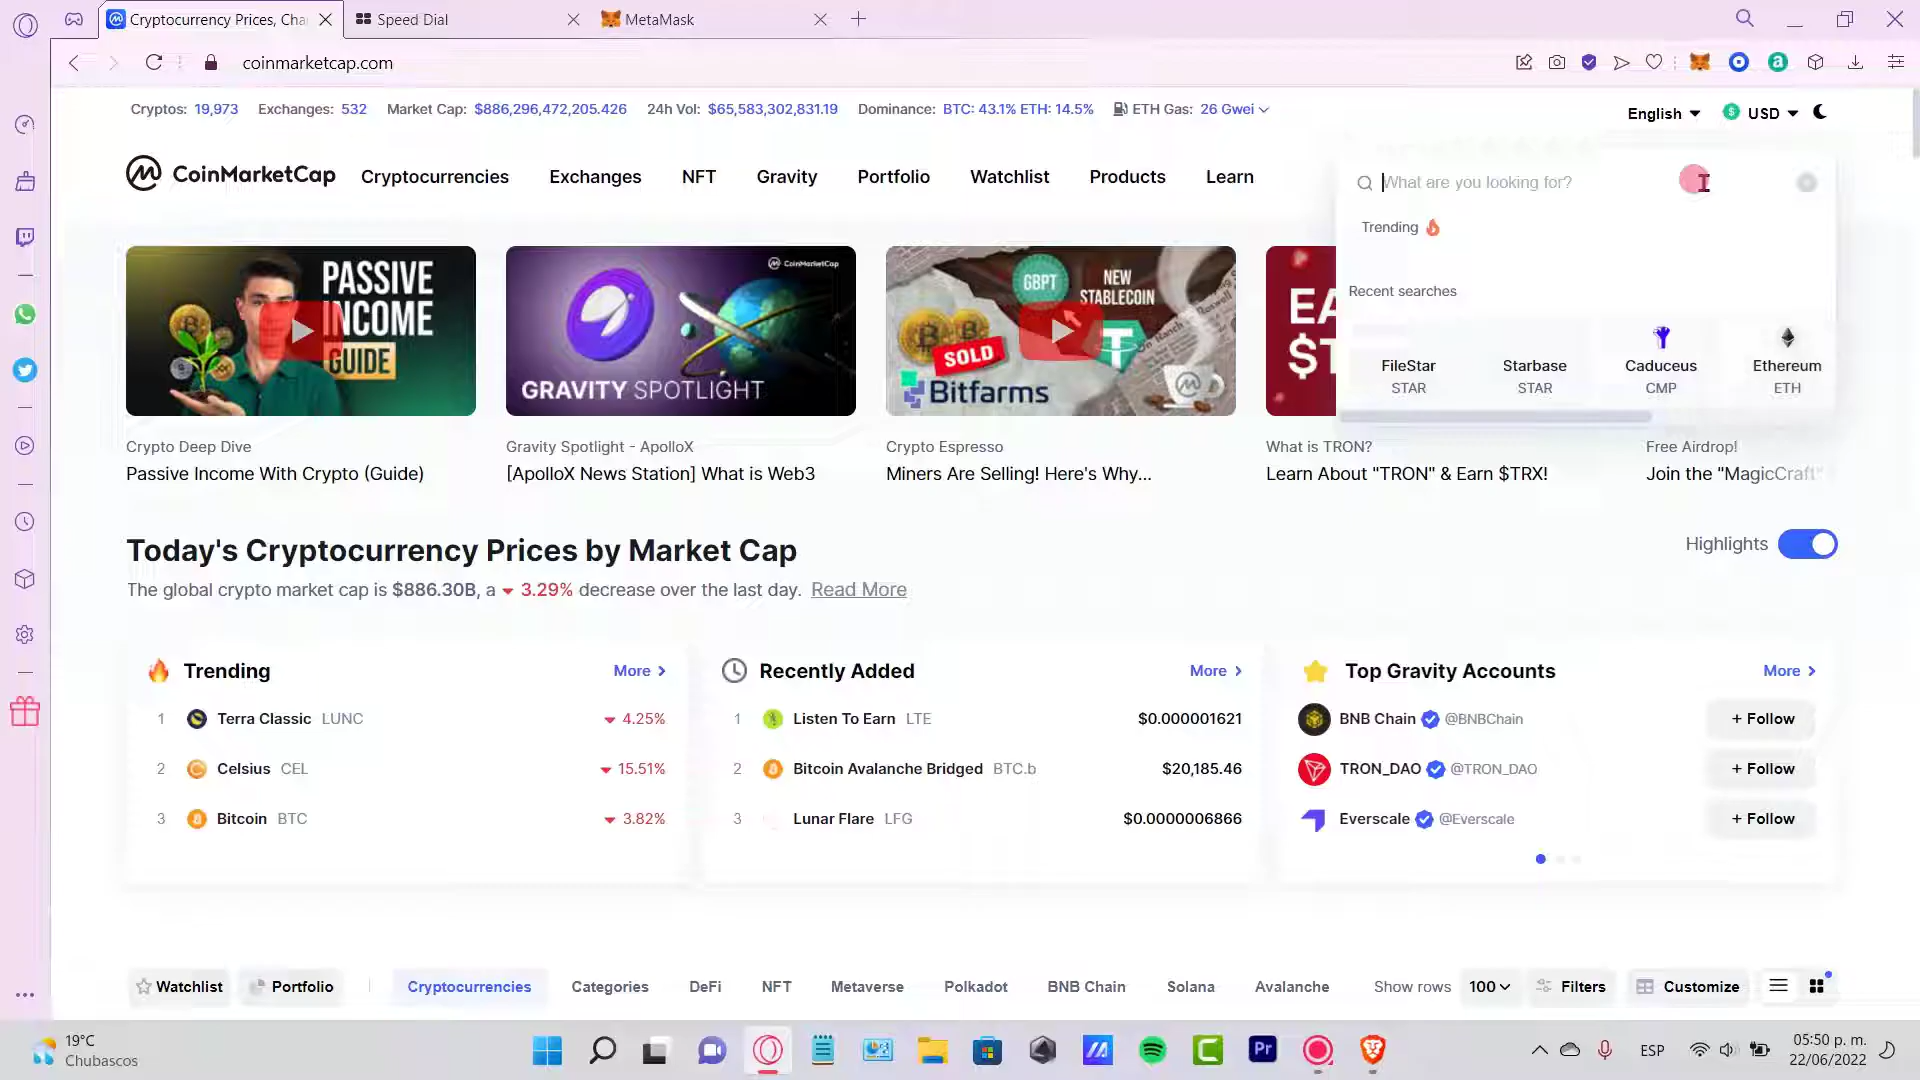 Cryptocurrency Prices, Cha
Speed Dial
MetaMask
coinmarketcap.com
Cryptos: 19,973 Exchanges: 532 Market Cap: $886,296,472,205.426 24h Vol: $65,583,302,831.19 Dominance: BTC: 43.1% ETH: 14.5% ETH Gas: 26 Gwei
English USD
CoinMarketCap Cryptocurrencies Exchanges NFT Gravity Portfolio Watchlist Products Learn
What are you looking for?
Trending
Recent searches
FileStar Starbase Caduceus Ethereum
STAR STAR CMP ETH
PASSIVE
INCOME
GUIDE
CoinMarketCap
GRAVITY SPOTLIGHT
GBPT NEW
STABLECOIN
SOLD
Bitfarms
EA
$T
Crypto Deep Dive
Passive Income With Crypto (Guide)
Gravity Spotlight - ApolloX
[ApolloX News Station] What is Web3
Crypto Espresso
Miners Are Selling! Here's Why...
What is TRON?
Learn About "TRON" & Earn $TRX!
Free Airdrop!
Join the "MagicCraft"
Today's Cryptocurrency Prices by Market Cap
Highlights
The global crypto market cap is $886.30B, a 3.29% decrease over the last day. Read More
Trending More
1 Terra Classic LUNC 4.25%
2 Celsius CEL 15.51%
3 Bitcoin BTC 3.82%
Recently Added More
1 Listen To Earn LTE $0.000001621
2 Bitcoin Avalanche Bridged BTC.b $20,185.46
3 Lunar Flare LFG $0.0000006866
Top Gravity Accounts More
BNB Chain @BNBChain + Follow
TRON_DAO @TRON_DAO + Follow
Everscale @Everscale + Follow
Watchlist Portfolio Cryptocurrencies Categories DeFi NFT Metaverse Polkadot BNB Chain Solana Avalanche Show rows 100 Filters Customize
19°C
Chubascos
Pr
ESP
05:50 p. m.
22/06/2022